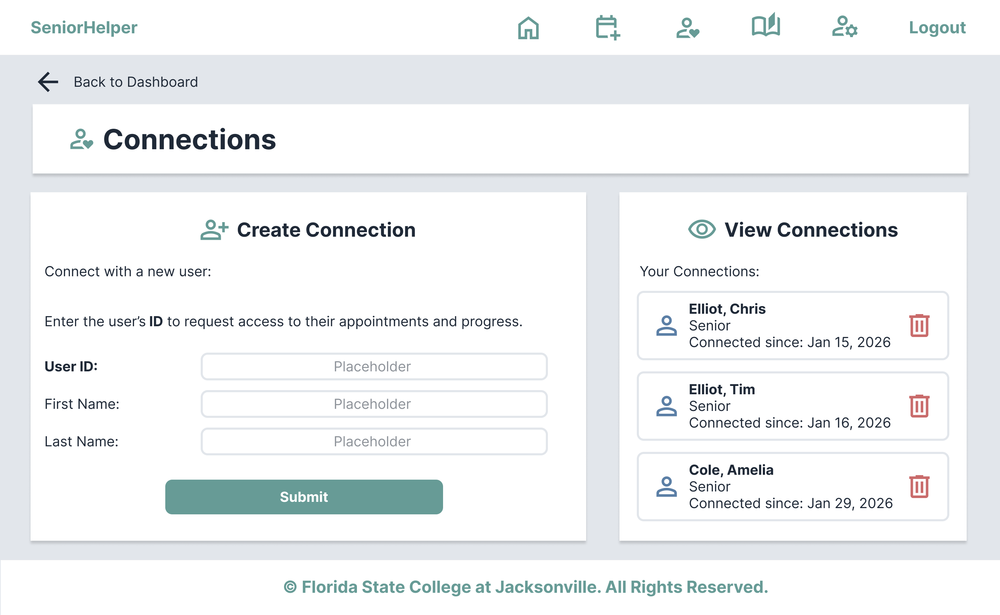 SeniorHelper
Logout
Back to Dashboard
Connections
Create Connection
Connect with a new user:
Enter the user’s ID to request access to their appointments and progress.
User ID:
Placeholder
First Name:
Placeholder
Last Name:
Placeholder
Submit
View Connections
Your Connections:
Elliot, Chris
Senior
Connected since: Jan 15, 2026
Elliot, Tim
Senior
Connected since: Jan 16, 2026
Cole, Amelia
Senior
Connected since: Jan 29, 2026
© Florida State College at Jacksonville. All Rights Reserved.